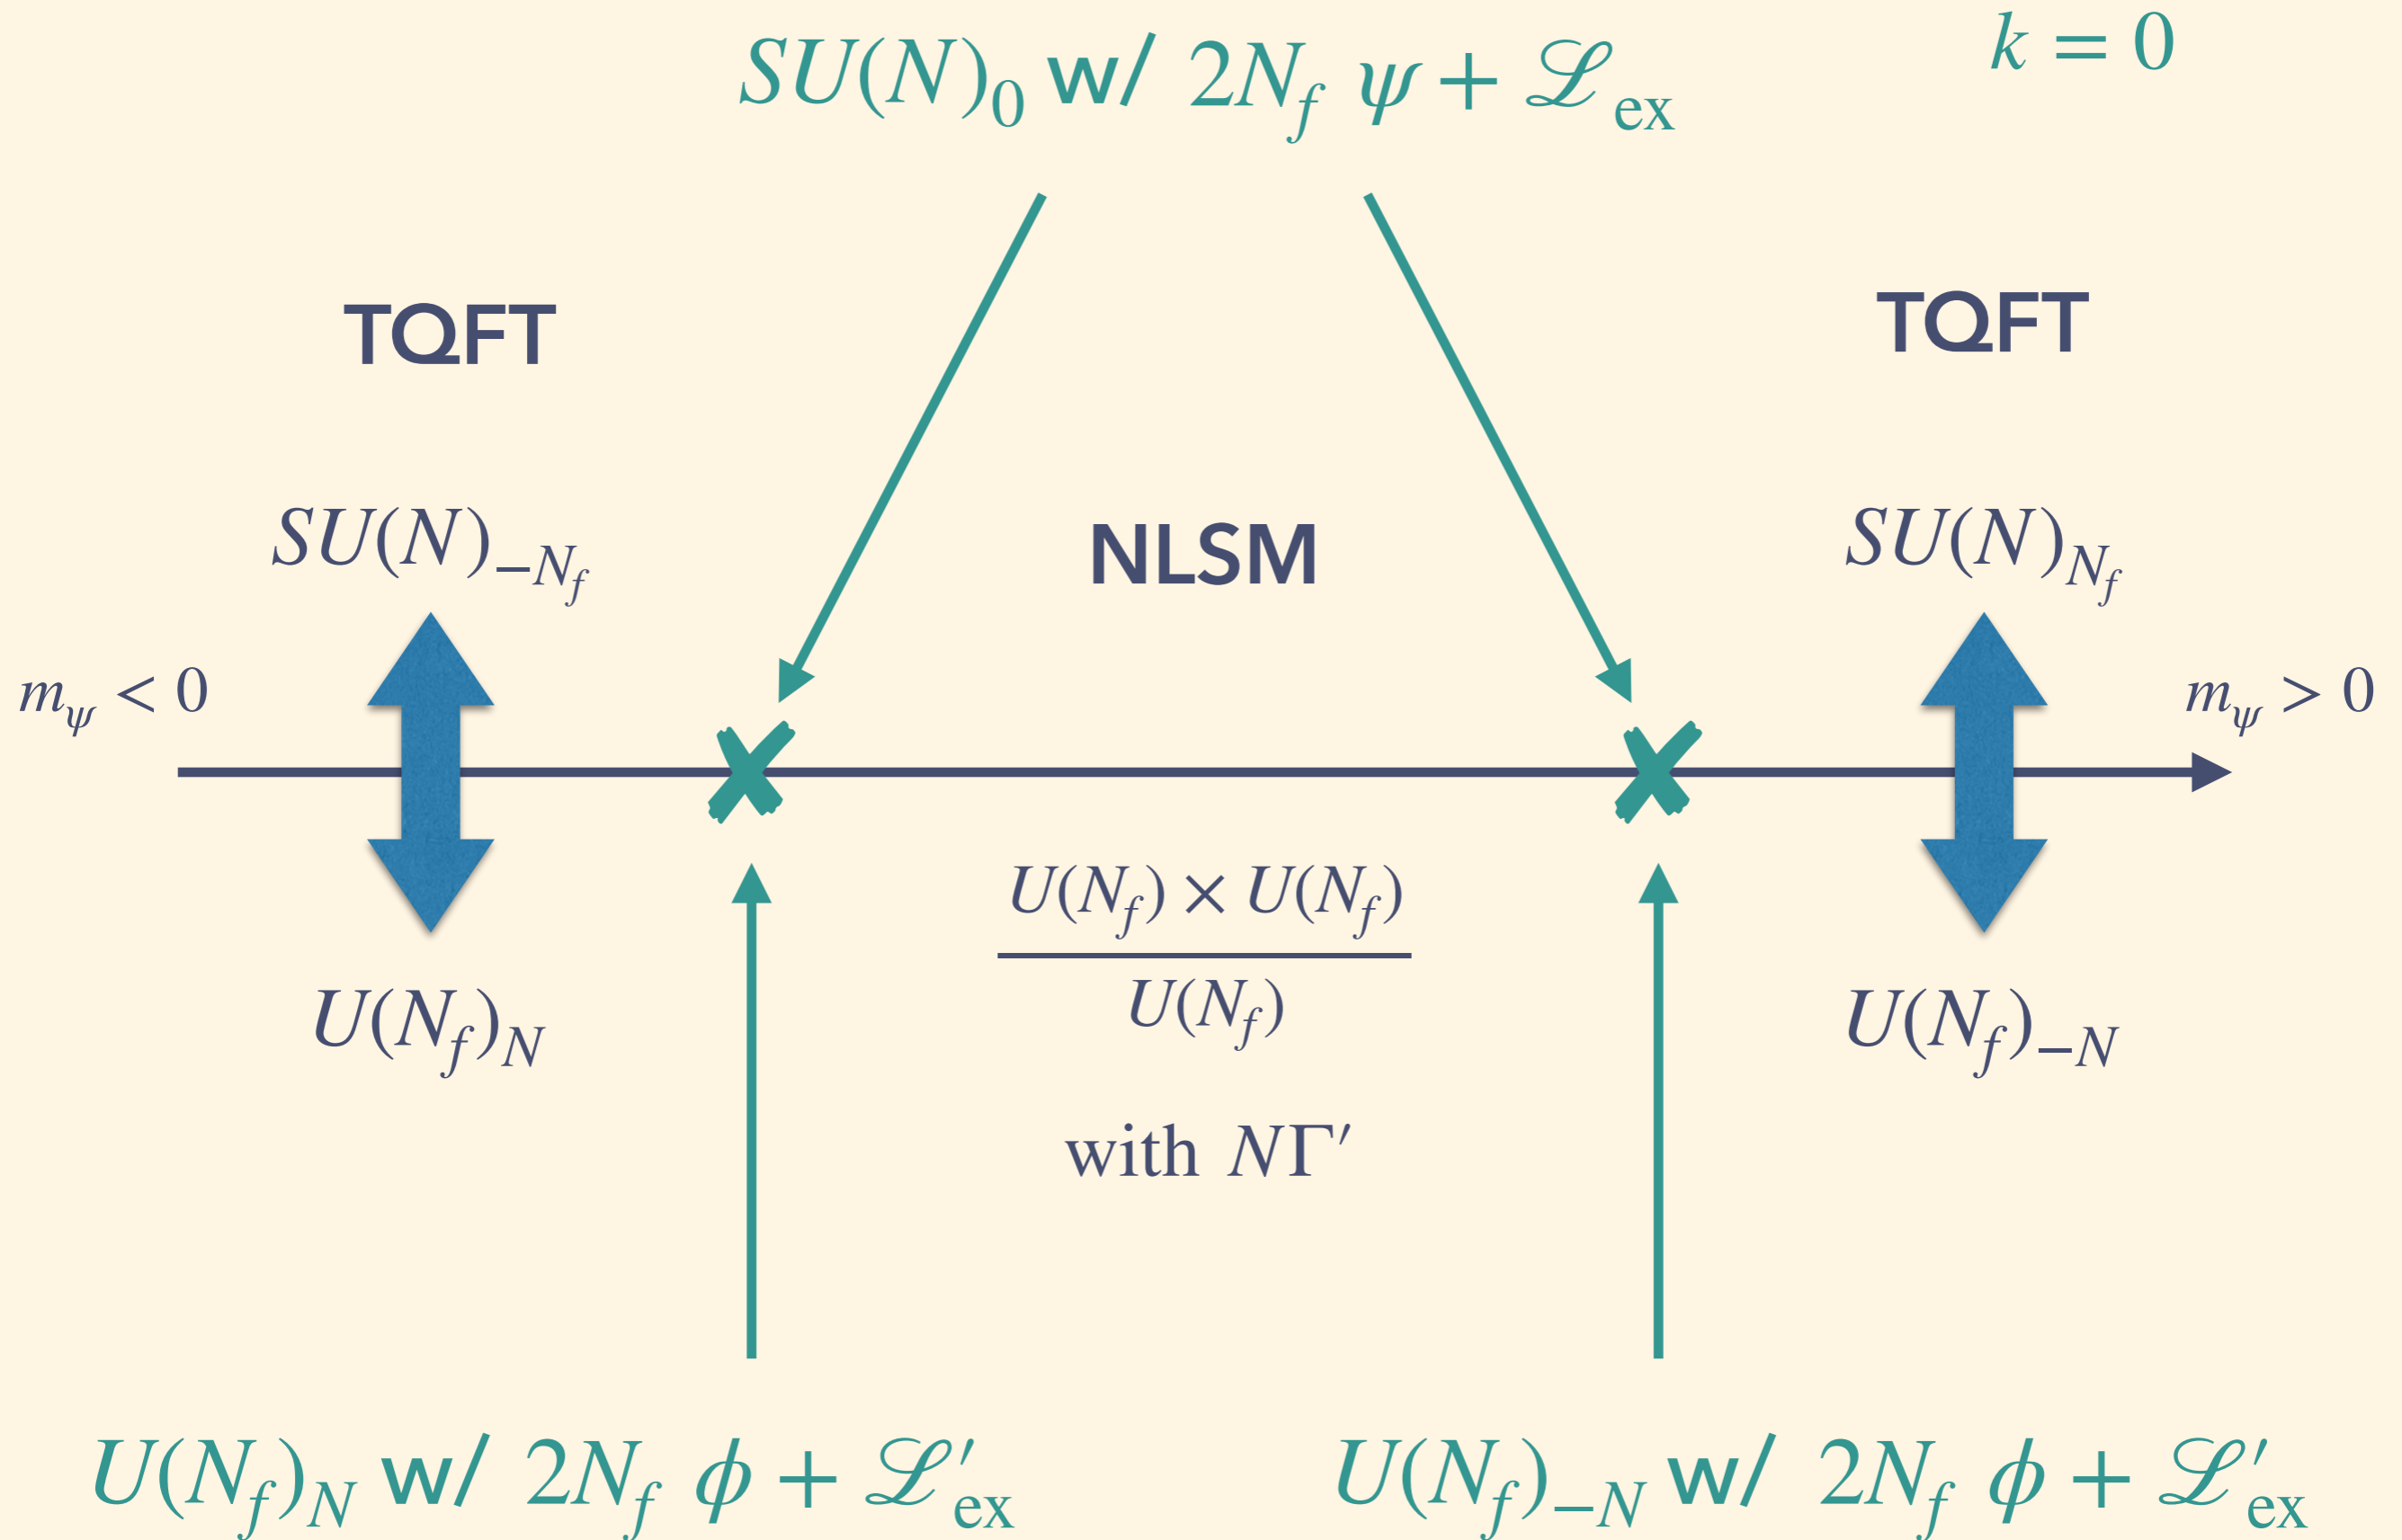 SU(N)₀ w/ 2N_f ψ + ℒ_ex
k = 0
TQFT
TQFT
NLSM
SU(N)_{−N_f}
SU(N)_{N_f}
m_ψ < 0
m_ψ > 0
U(N_f) × U(N_f)
U(N_f)
U(N_f)_N
U(N_f)_{−N}
with NΓ′
U(N_f)_N w/ 2N_f ϕ + ℒ′_ex
U(N_f)_{−N} w/ 2N_f ϕ + ℒ′_ex